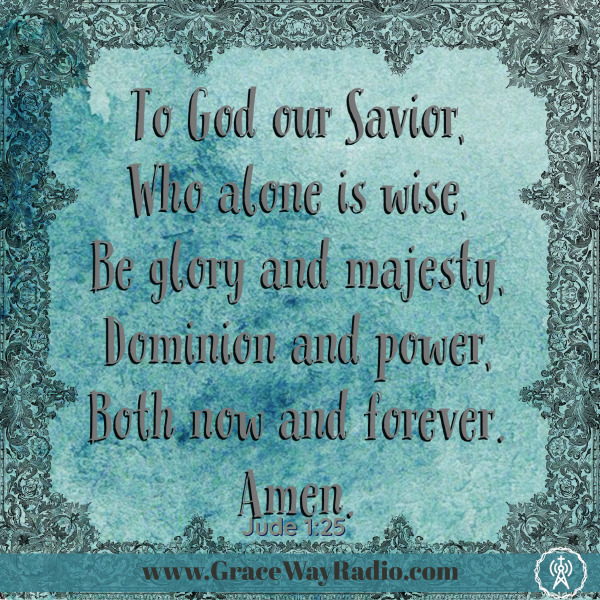 To God our Savior,
Who alone is wise,
Be glory and majesty,
Dominion and power,
Both now and forever.
Amen.
Jude 1:25
www.GraceWayRadio.com